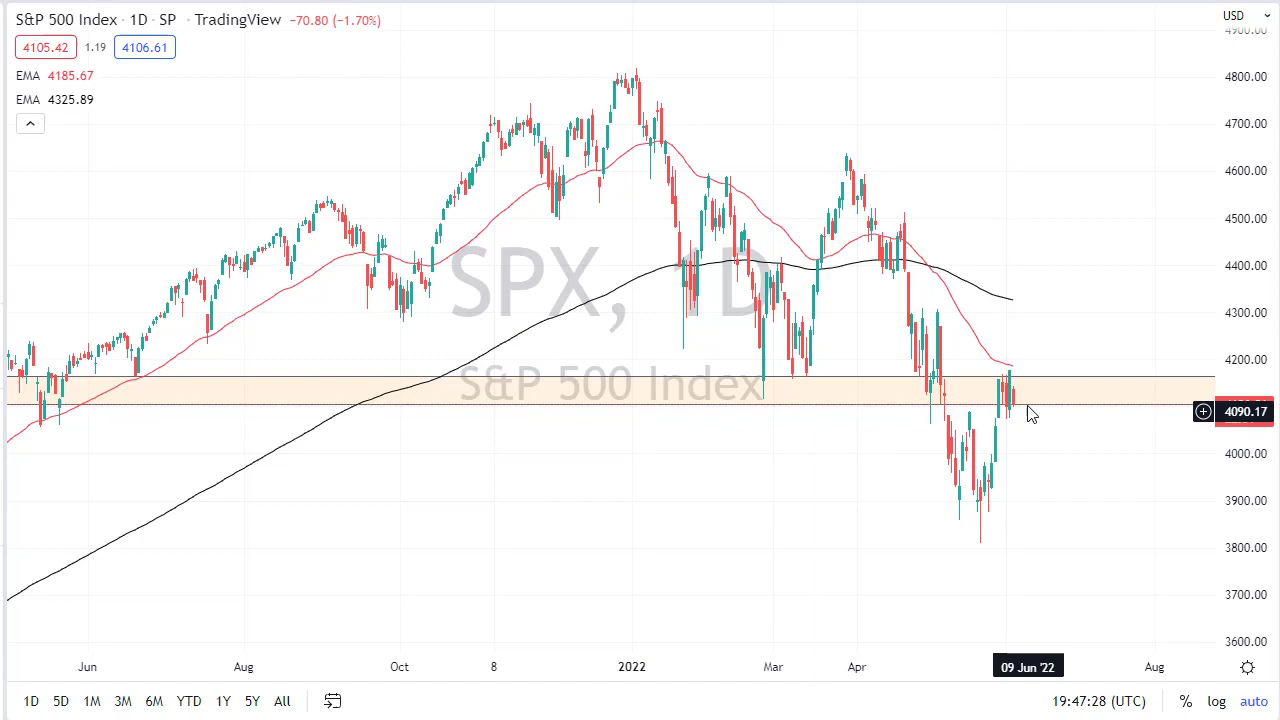 S&P 500 Index · 1D · SP · TradingView −70.80 (−1.70%)
4105.42 1.19 4106.61
EMA 4185.67
EMA 4325.89
SPX, 1D
S&P 500 Index
USD
4900.00
4800.00
4700.00
4600.00
4500.00
4400.00
4300.00
4200.00
4090.17
4000.00
3900.00
3800.00
3700.00
3600.00
Jun Aug Oct 8 2022 Mar Apr 09 Jun '22 Aug
1D 5D 1M 3M 6M YTD 1Y 5Y All 19:47:28 (UTC) % log auto